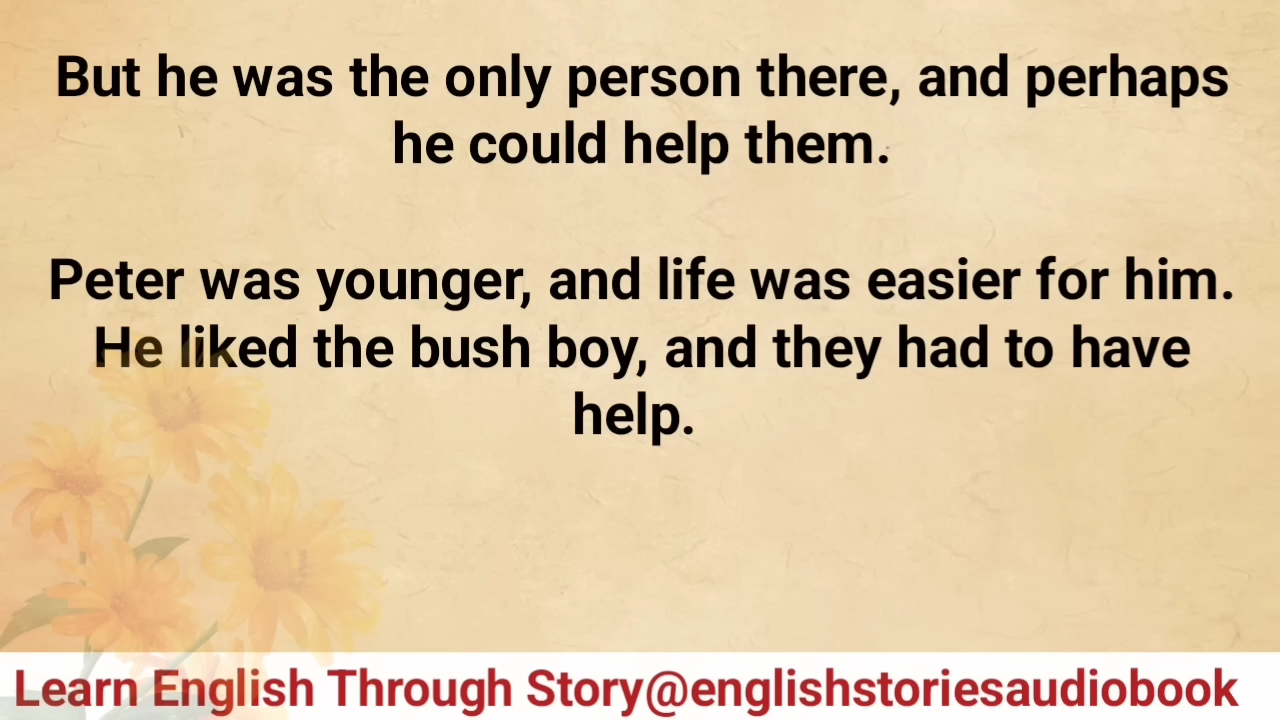 But he was the only person there, and perhaps
he could help them.
Peter was younger, and life was easier for him.
He liked the bush boy, and they had to have
help.
Learn English Through Story@englishstoriesaudiobook